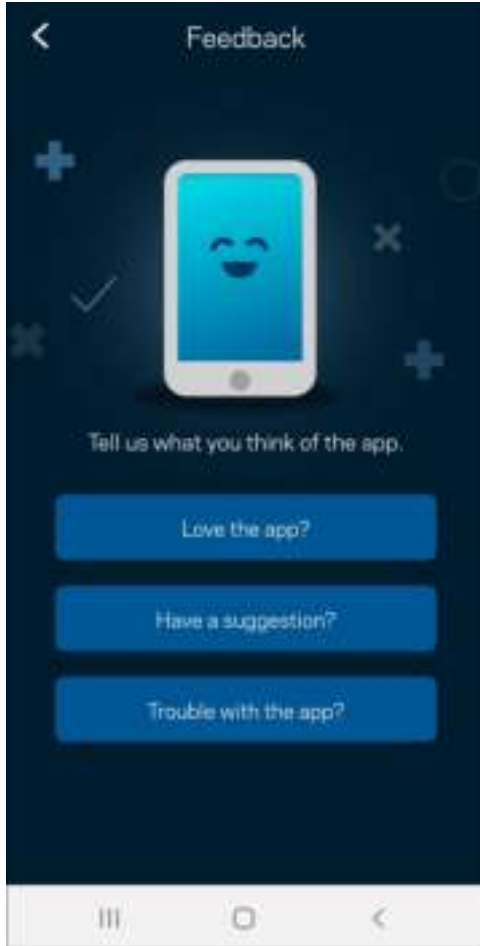 Feedback
Tell us what you think of the app.
Love the app?
Have a suggestion?
Trouble with the app?